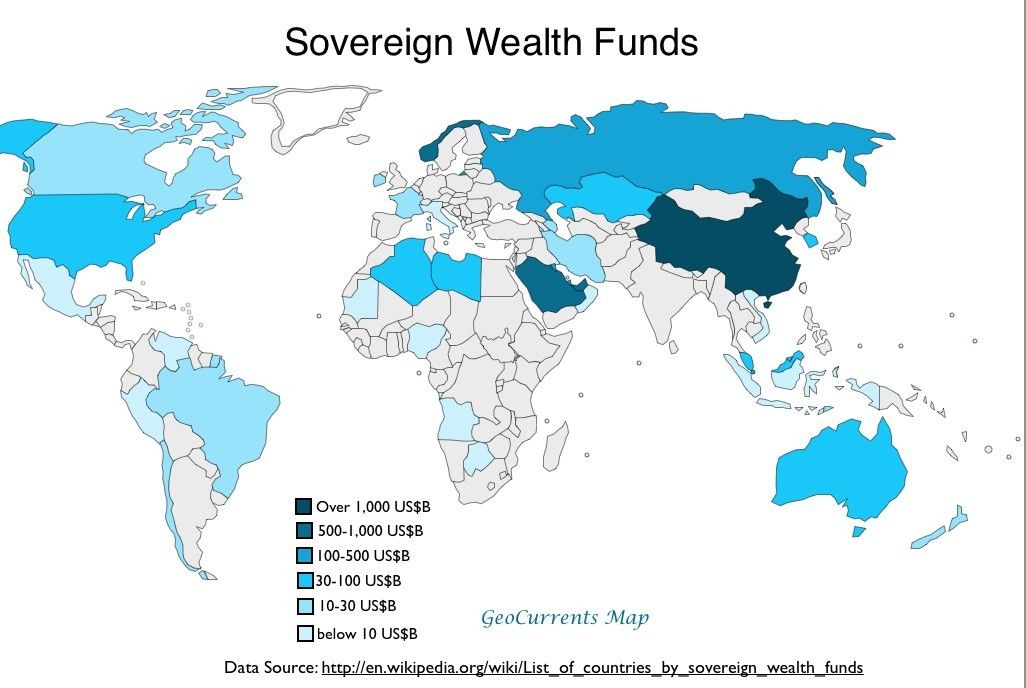 Sovereign Wealth Funds
Over 1,000 US$B
500-1,000 US$B
100-500 US$B
30-100 US$B
10-30 US$B
below 10 US$B
GeoCurrents Map
Data Source: http://en.wikipedia.org/wiki/List_of_countries_by_sovereign_wealth_funds